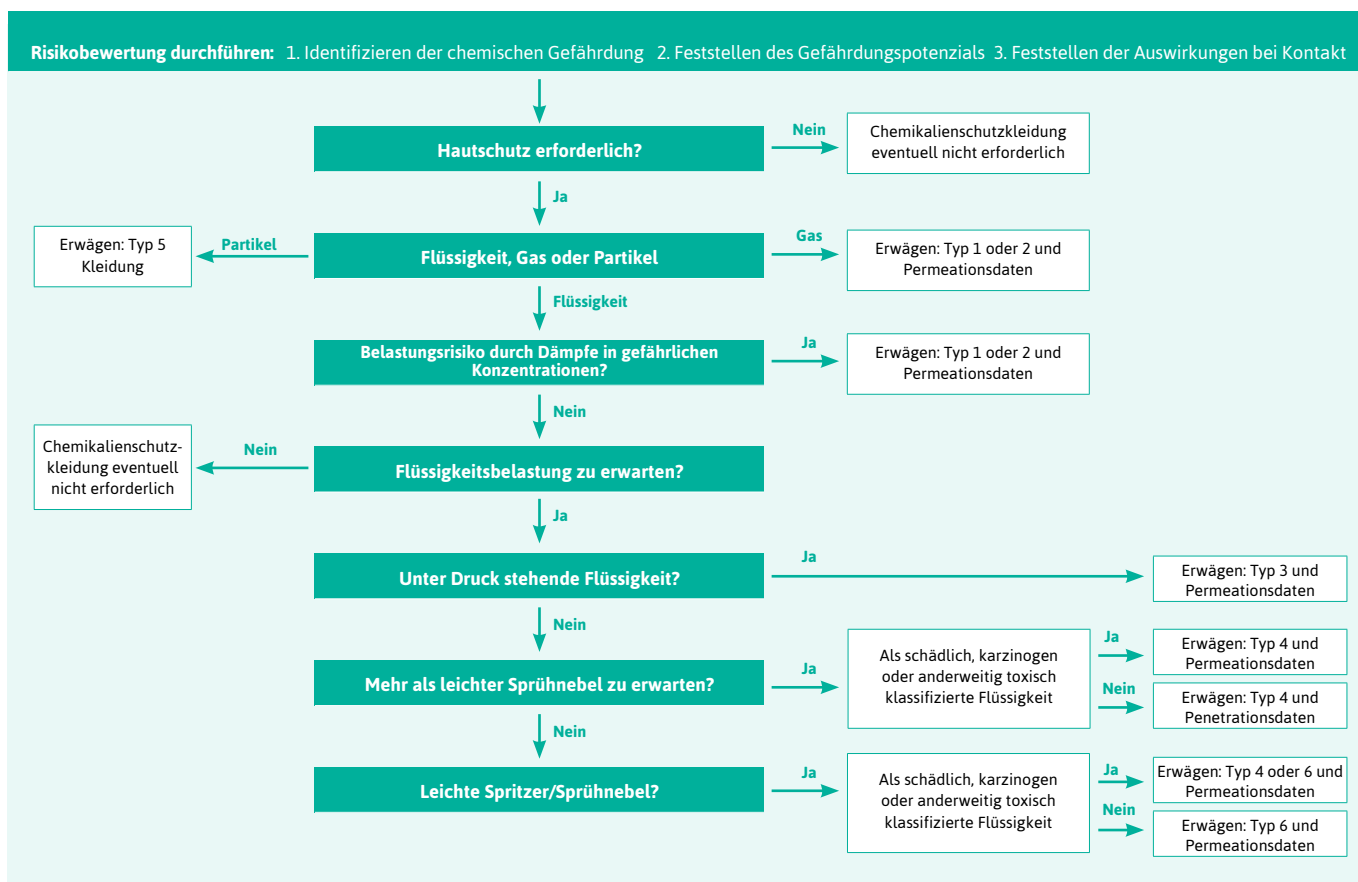 Risikobewertung durchführen: 1. Identifizieren der chemischen Gefährdung 2. Feststellen des Gefährdungspotenzials 3. Feststellen der Auswirkungen bei Kontakt
Hautschutz erforderlich?
Nein
Chemikalienschutzkleidung
eventuell nicht erforderlich
Ja
Erwägen: Typ 5
Kleidung
Partikel
Flüssigkeit, Gas oder Partikel
Gas
Erwägen: Typ 1 oder 2 und
Permeationsdaten
Flüssigkeit
Belastungsrisiko durch Dämpfe in gefährlichen
Konzentrationen?
Ja
Erwägen: Typ 1 oder 2 und
Permeationsdaten
Nein
Chemikalienschutz-
kleidung eventuell
nicht erforderlich
Nein
Flüssigkeitsbelastung zu erwarten?
Ja
Unter Druck stehende Flüssigkeit?
Ja
Erwägen: Typ 3 und
Permeationsdaten
Nein
Mehr als leichter Sprühnebel zu erwarten?
Ja
Als schädlich, karzinogen
oder anderweitig toxisch
klassifizierte Flüssigkeit
Ja
Erwägen: Typ 4 und
Permeationsdaten
Nein
Erwägen: Typ 4 und
Penetrationsdaten
Nein
Leichte Spritzer/Sprühnebel?
Ja
Als schädlich, karzinogen
oder anderweitig toxisch
klassifizierte Flüssigkeit
Ja
Erwägen: Typ 4 oder 6 und
Permeationsdaten
Nein
Erwägen: Typ 6 und
Permeationsdaten